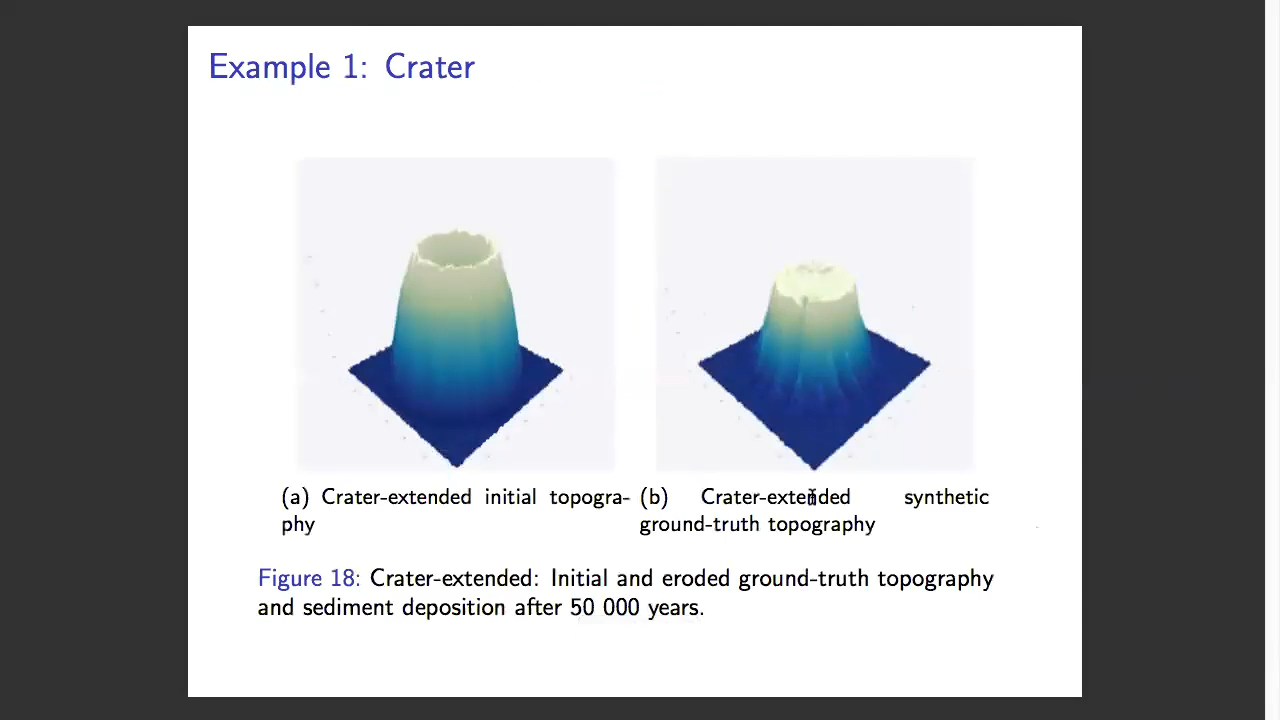 Example 1: Crater
(a) Crater-extended initial topogra-
phy
(b) Crater-extended synthetic
ground-truth topography
Figure 18: Crater-extended: Initial and eroded ground-truth topography
and sediment deposition after 50 000 years.